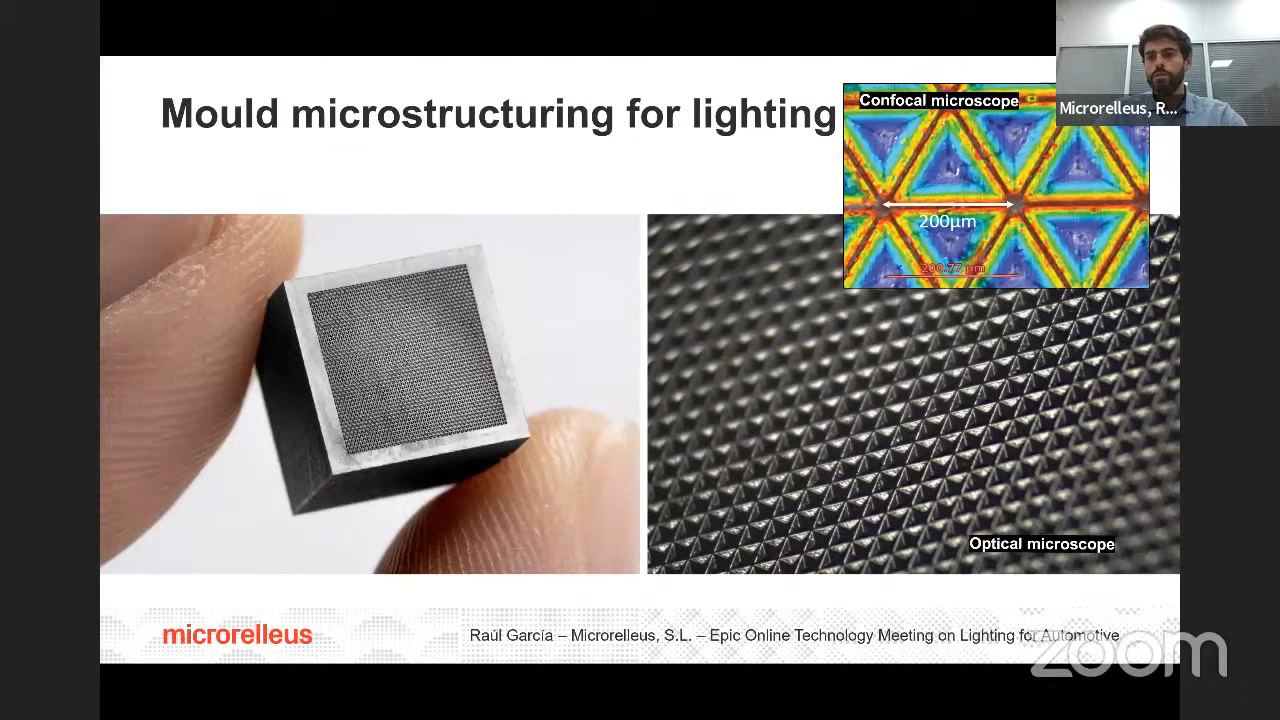 Mould microstructuring for lighting
Confocal microscope
Microrelleus, R...
200µm
200.77 µm
Optical microscope
microrelleus
Raúl García – Microrelleus, S.L. – Epic Online Technology Meeting on Lighting for Automotive
zoom